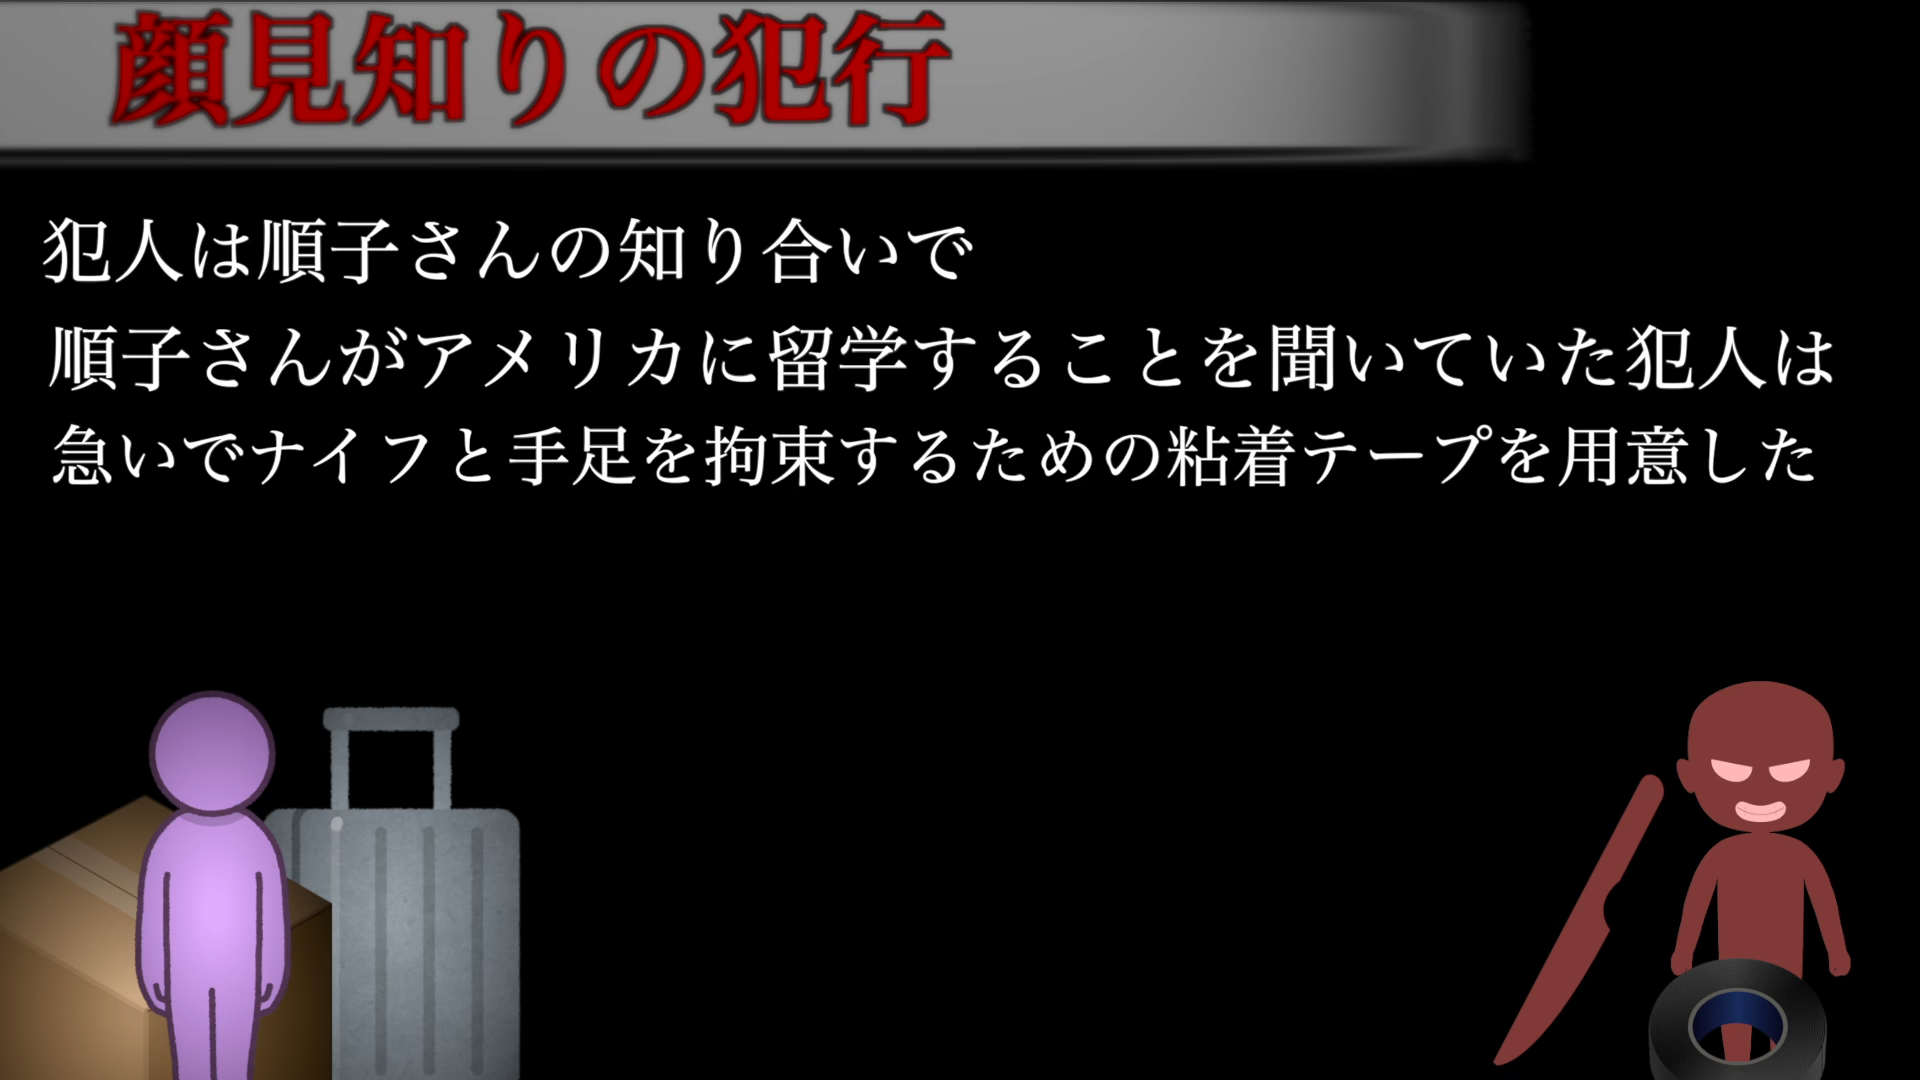 顔見知りの犯行
犯人は順子さんの知り合いで
順子さんがアメリカに留学することを聞いていた犯人は
急いでナイフと手足を拘束するための粘着テープを用意した